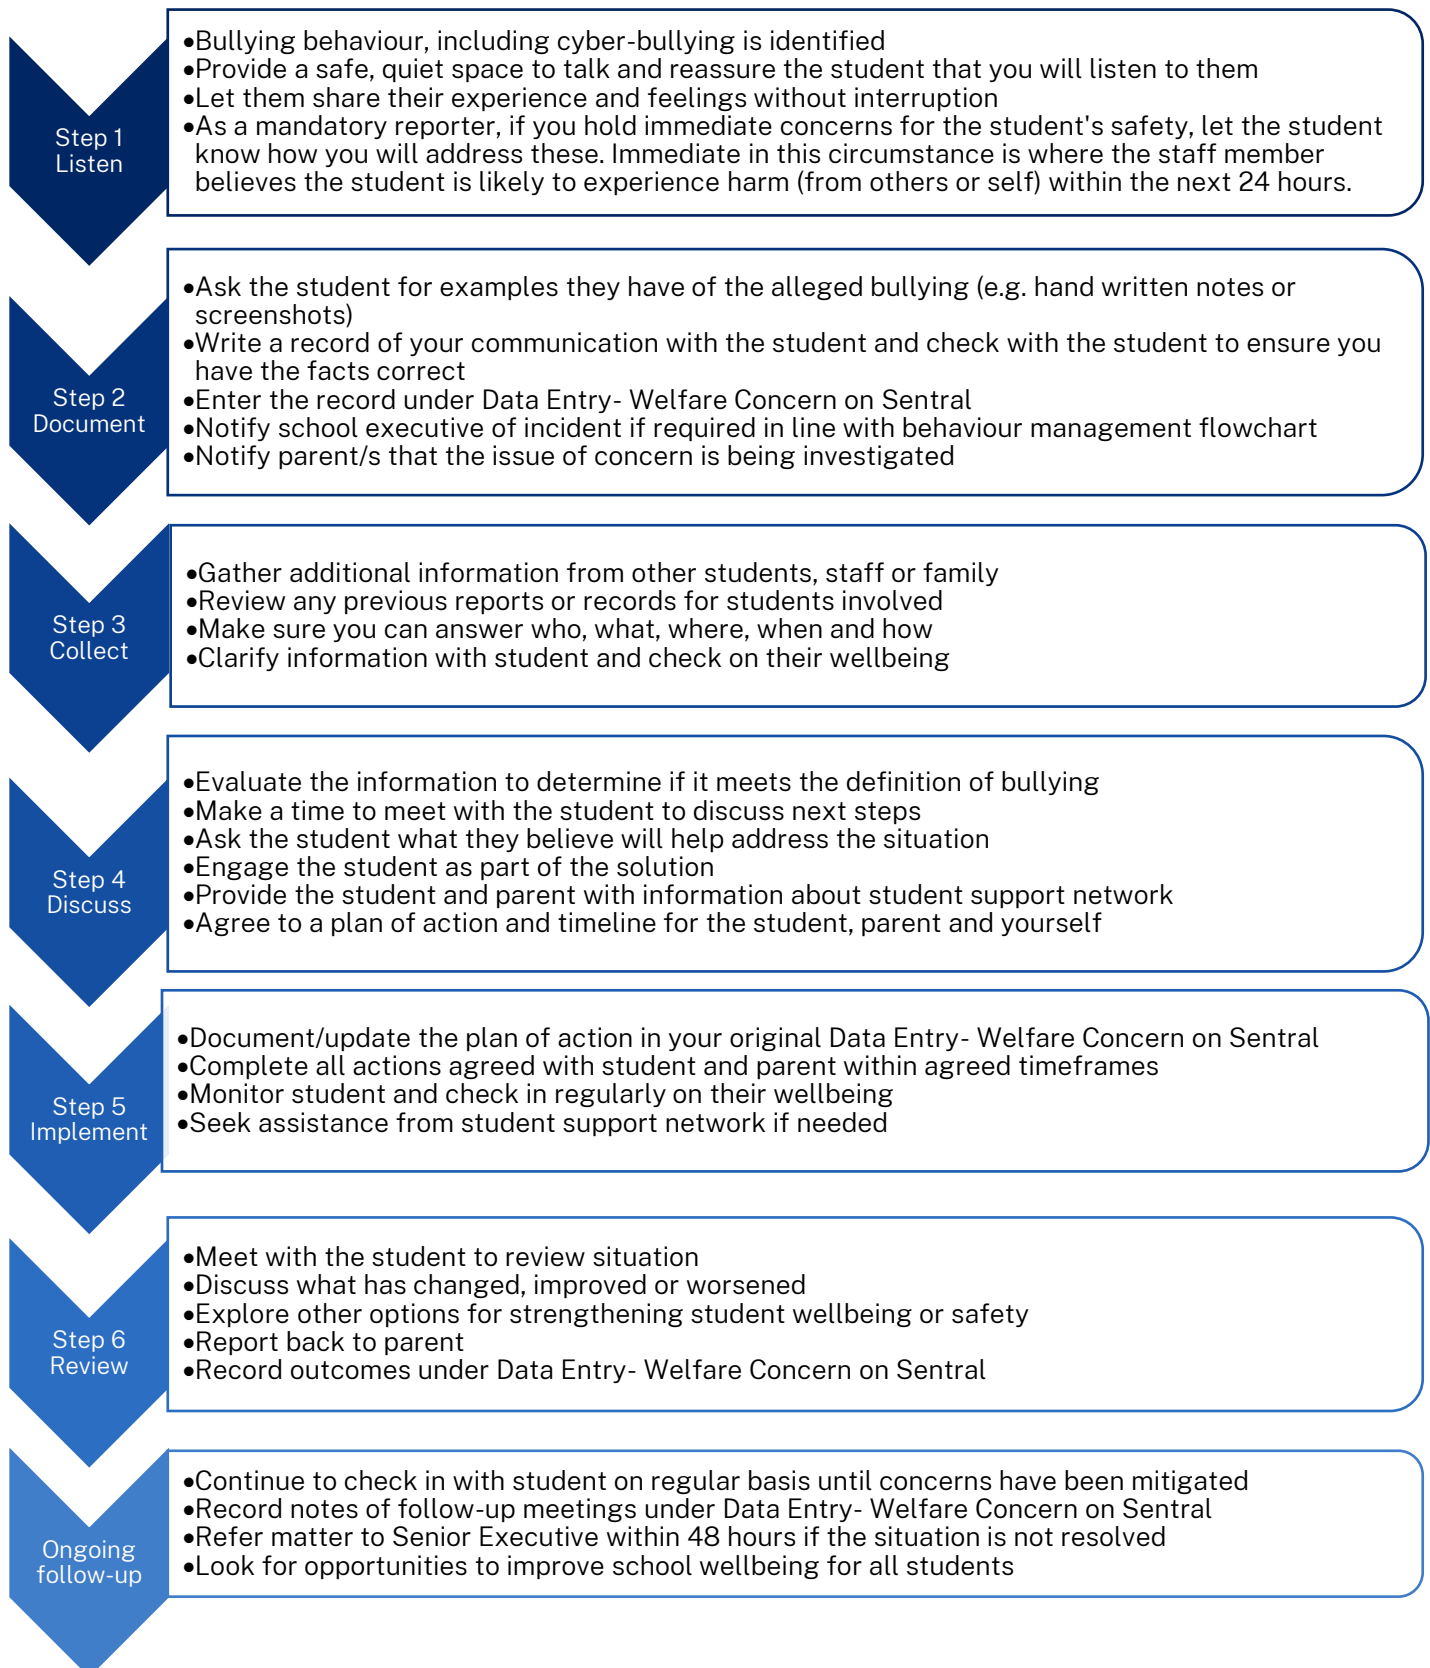 Step 1
Listen
•Bullying behaviour, including cyber-bullying is identified
•Provide a safe, quiet space to talk and reassure the student that you will listen to them
•Let them share their experience and feelings without interruption
•As a mandatory reporter, if you hold immediate concerns for the student's safety, let the student
know how you will address these. Immediate in this circumstance is where the staff member
believes the student is likely to experience harm (from others or self) within the next 24 hours.
Step 2
Document
•Ask the student for examples they have of the alleged bullying (e.g. hand written notes or
screenshots)
•Write a record of your communication with the student and check with the student to ensure you
have the facts correct
•Enter the record under Data Entry- Welfare Concern on Sentral
•Notify school executive of incident if required in line with behaviour management flowchart
•Notify parent/s that the issue of concern is being investigated
Step 3
Collect
•Gather additional information from other students, staff or family
•Review any previous reports or records for students involved
•Make sure you can answer who, what, where, when and how
•Clarify information with student and check on their wellbeing
Step 4
Discuss
•Evaluate the information to determine if it meets the definition of bullying
•Make a time to meet with the student to discuss next steps
•Ask the student what they believe will help address the situation
•Engage the student as part of the solution
•Provide the student and parent with information about student support network
•Agree to a plan of action and timeline for the student, parent and yourself
Step 5
Implement
•Document/update the plan of action in your original Data Entry- Welfare Concern on Sentral
•Complete all actions agreed with student and parent within agreed timeframes
•Monitor student and check in regularly on their wellbeing
•Seek assistance from student support network if needed
Step 6
Review
•Meet with the student to review situation
•Discuss what has changed, improved or worsened
•Explore other options for strengthening student wellbeing or safety
•Report back to parent
•Record outcomes under Data Entry- Welfare Concern on Sentral
Ongoing
follow-up
•Continue to check in with student on regular basis until concerns have been mitigated
•Record notes of follow-up meetings under Data Entry- Welfare Concern on Sentral
•Refer matter to Senior Executive within 48 hours if the situation is not resolved
•Look for opportunities to improve school wellbeing for all students